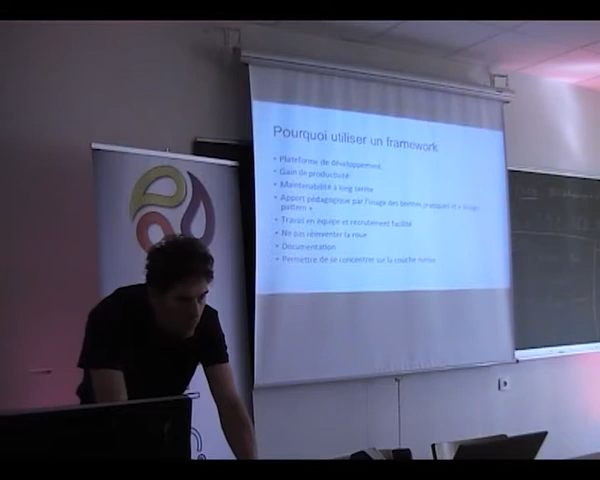 Pourquoi utiliser un framework
• Plateforme de développement
• Gain de productivité
• Maintenabilité à long terme
• Apport pédagogique par l'usage des bonnes pratiques et « design
pattern »
• Travail en équipe et recrutement facilité
• Ne pas réinventer la roue
• Documentation
• Permettre de se concentrer sur la couche métier